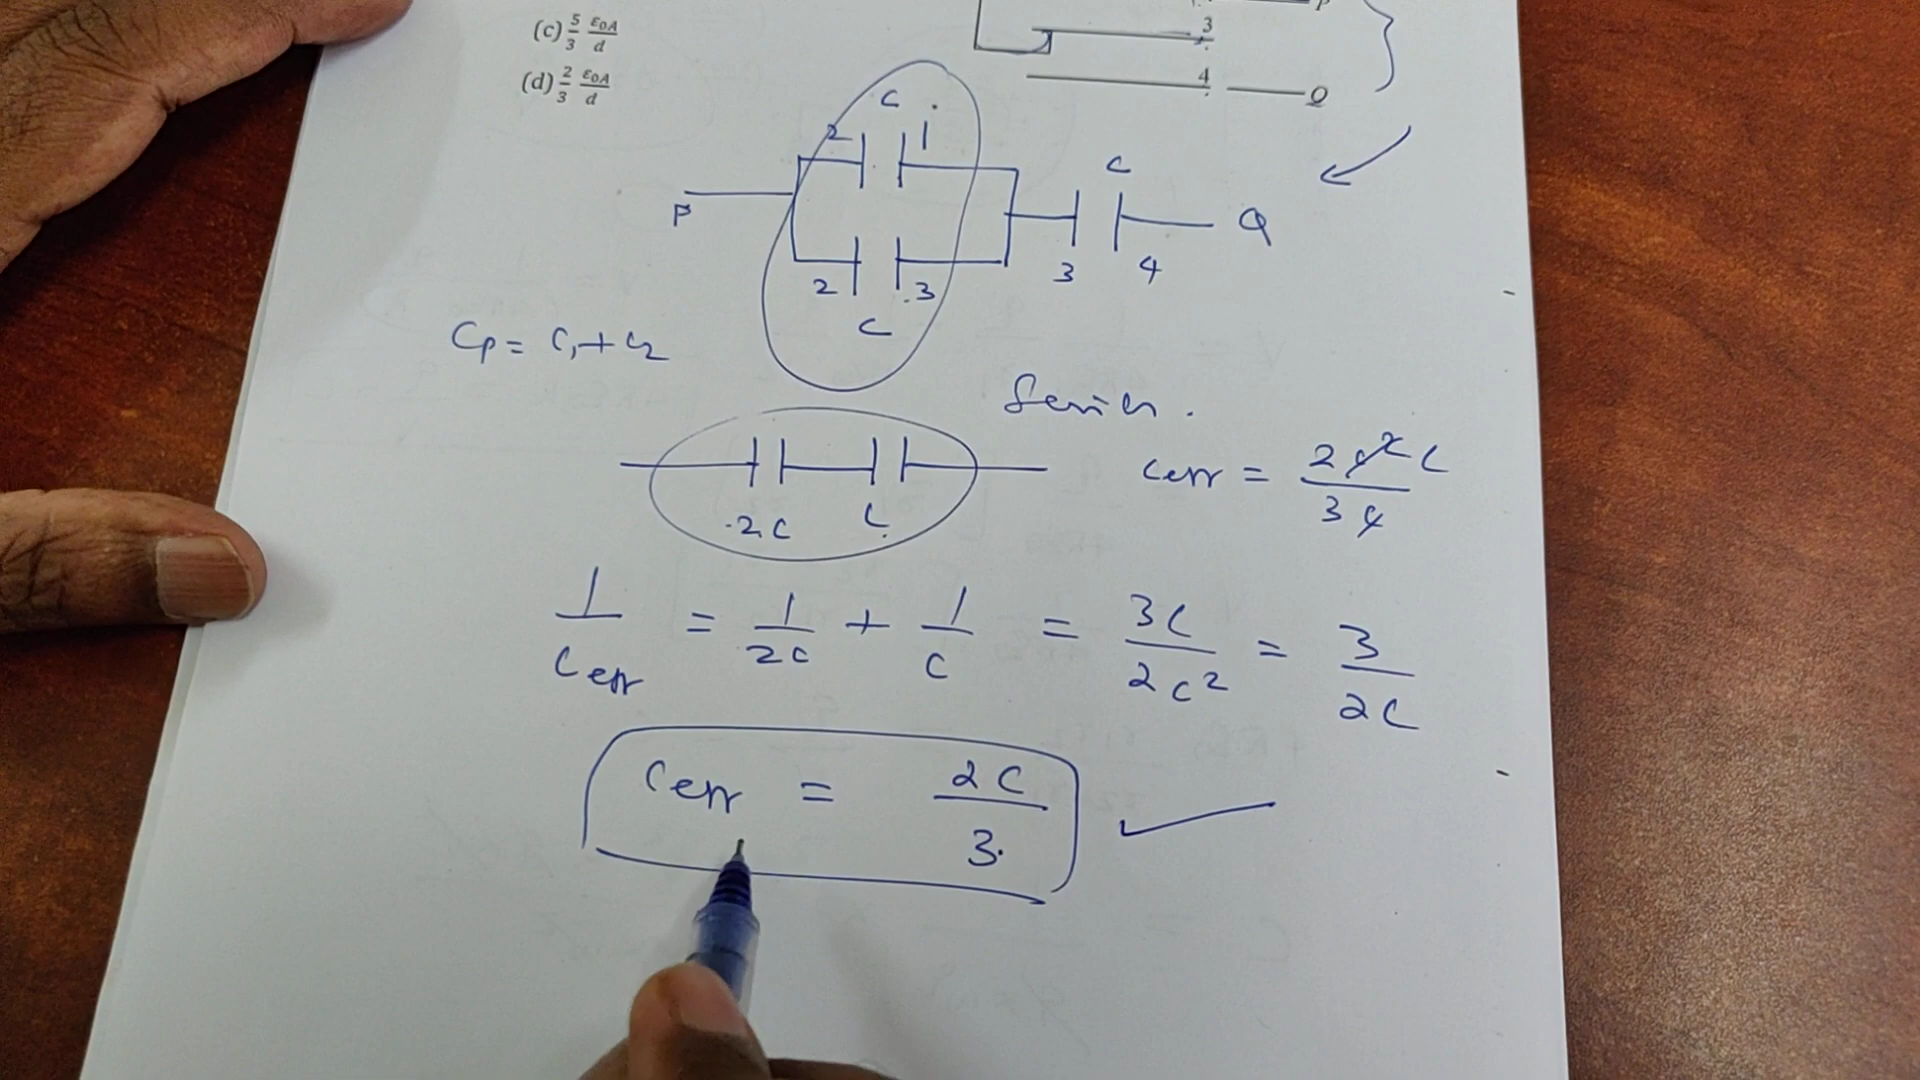 (c) 5/3 ε₀A/d
P
3
(d) 2/3 ε₀A/d
4
Q
C
2 1
C
P
Q
2 3
3 4
C
Cp = C₁ + C₂
Series.
2C C
Ceff = 2C²C / 3C
1/Ceff = 1/2C + 1/C = 3C/2C² = 3/2C
Ceff = 2C/3.